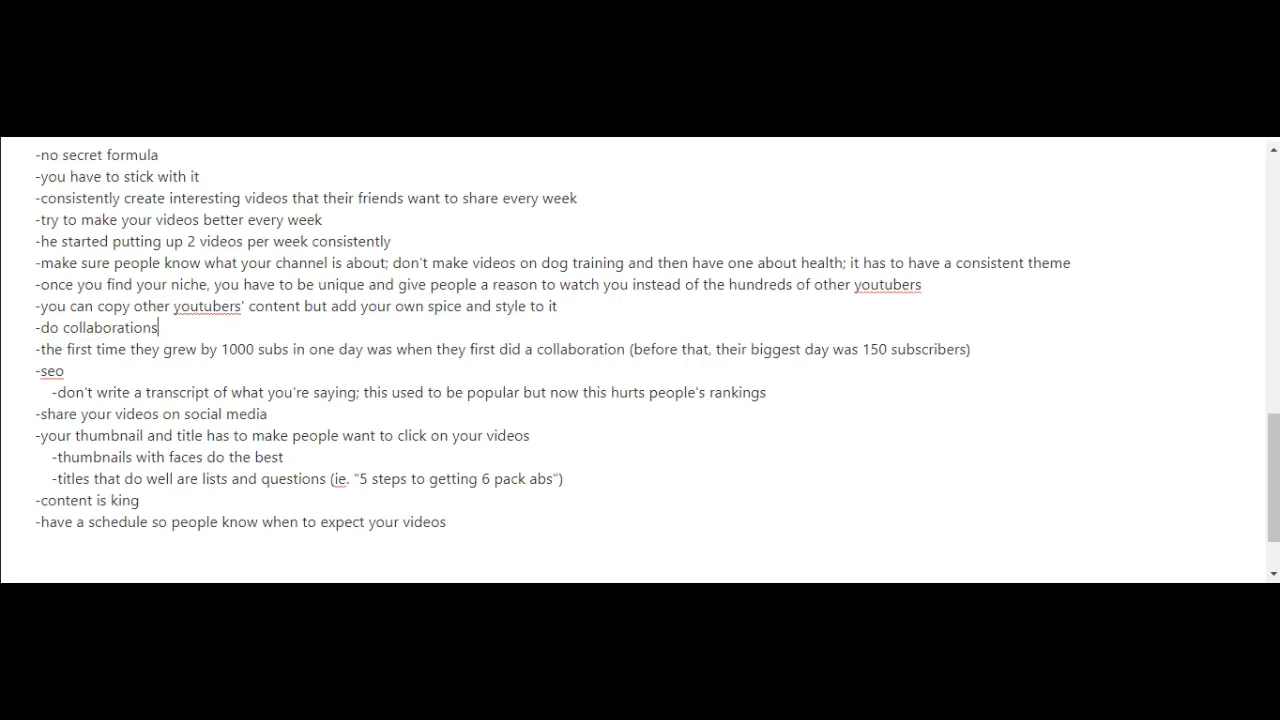 -no secret formula
-you have to stick with it
-consistently create interesting videos that their friends want to share every week
-try to make your videos better every week
-he started putting up 2 videos per week consistently
-make sure people know what your channel is about; don't make videos on dog training and then have one about health; it has to have a consistent theme
-once you find your niche, you have to be unique and give people a reason to watch you instead of the hundreds of other youtubers
-you can copy other youtubers' content but add your own spice and style to it
-do collaborations
-the first time they grew by 1000 subs in one day was when they first did a collaboration (before that, their biggest day was 150 subscribers)
-seo
-don't write a transcript of what you're saying; this used to be popular but now this hurts people's rankings
-share your videos on social media
-your thumbnail and title has to make people want to click on your videos
-thumbnails with faces do the best
-titles that do well are lists and questions (ie. "5 steps to getting 6 pack abs")
-content is king
-have a schedule so people know when to expect your videos